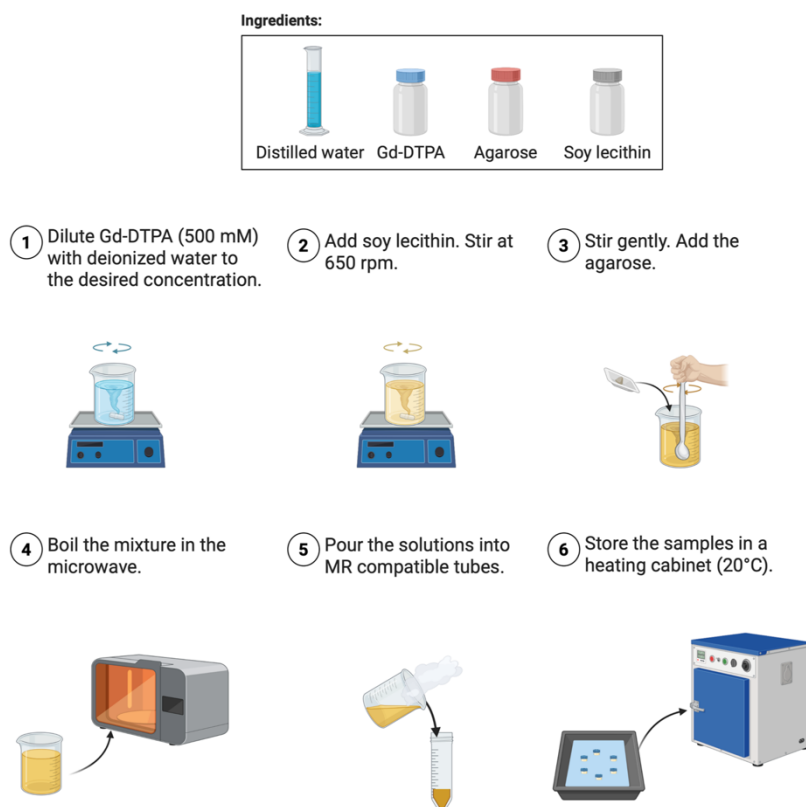 Ingredients:
Distilled water
Gd-DTPA
Agarose
Soy lecithin
1
Dilute Gd-DTPA (500 mM)
with deionized water to
the desired concentration.
2
Add soy lecithin. Stir at
650 rpm.
3
Stir gently. Add the
agarose.
4
Boil the mixture in the
microwave.
5
Pour the solutions into
MR compatible tubes.
6
Store the samples in a
heating cabinet (20°C).